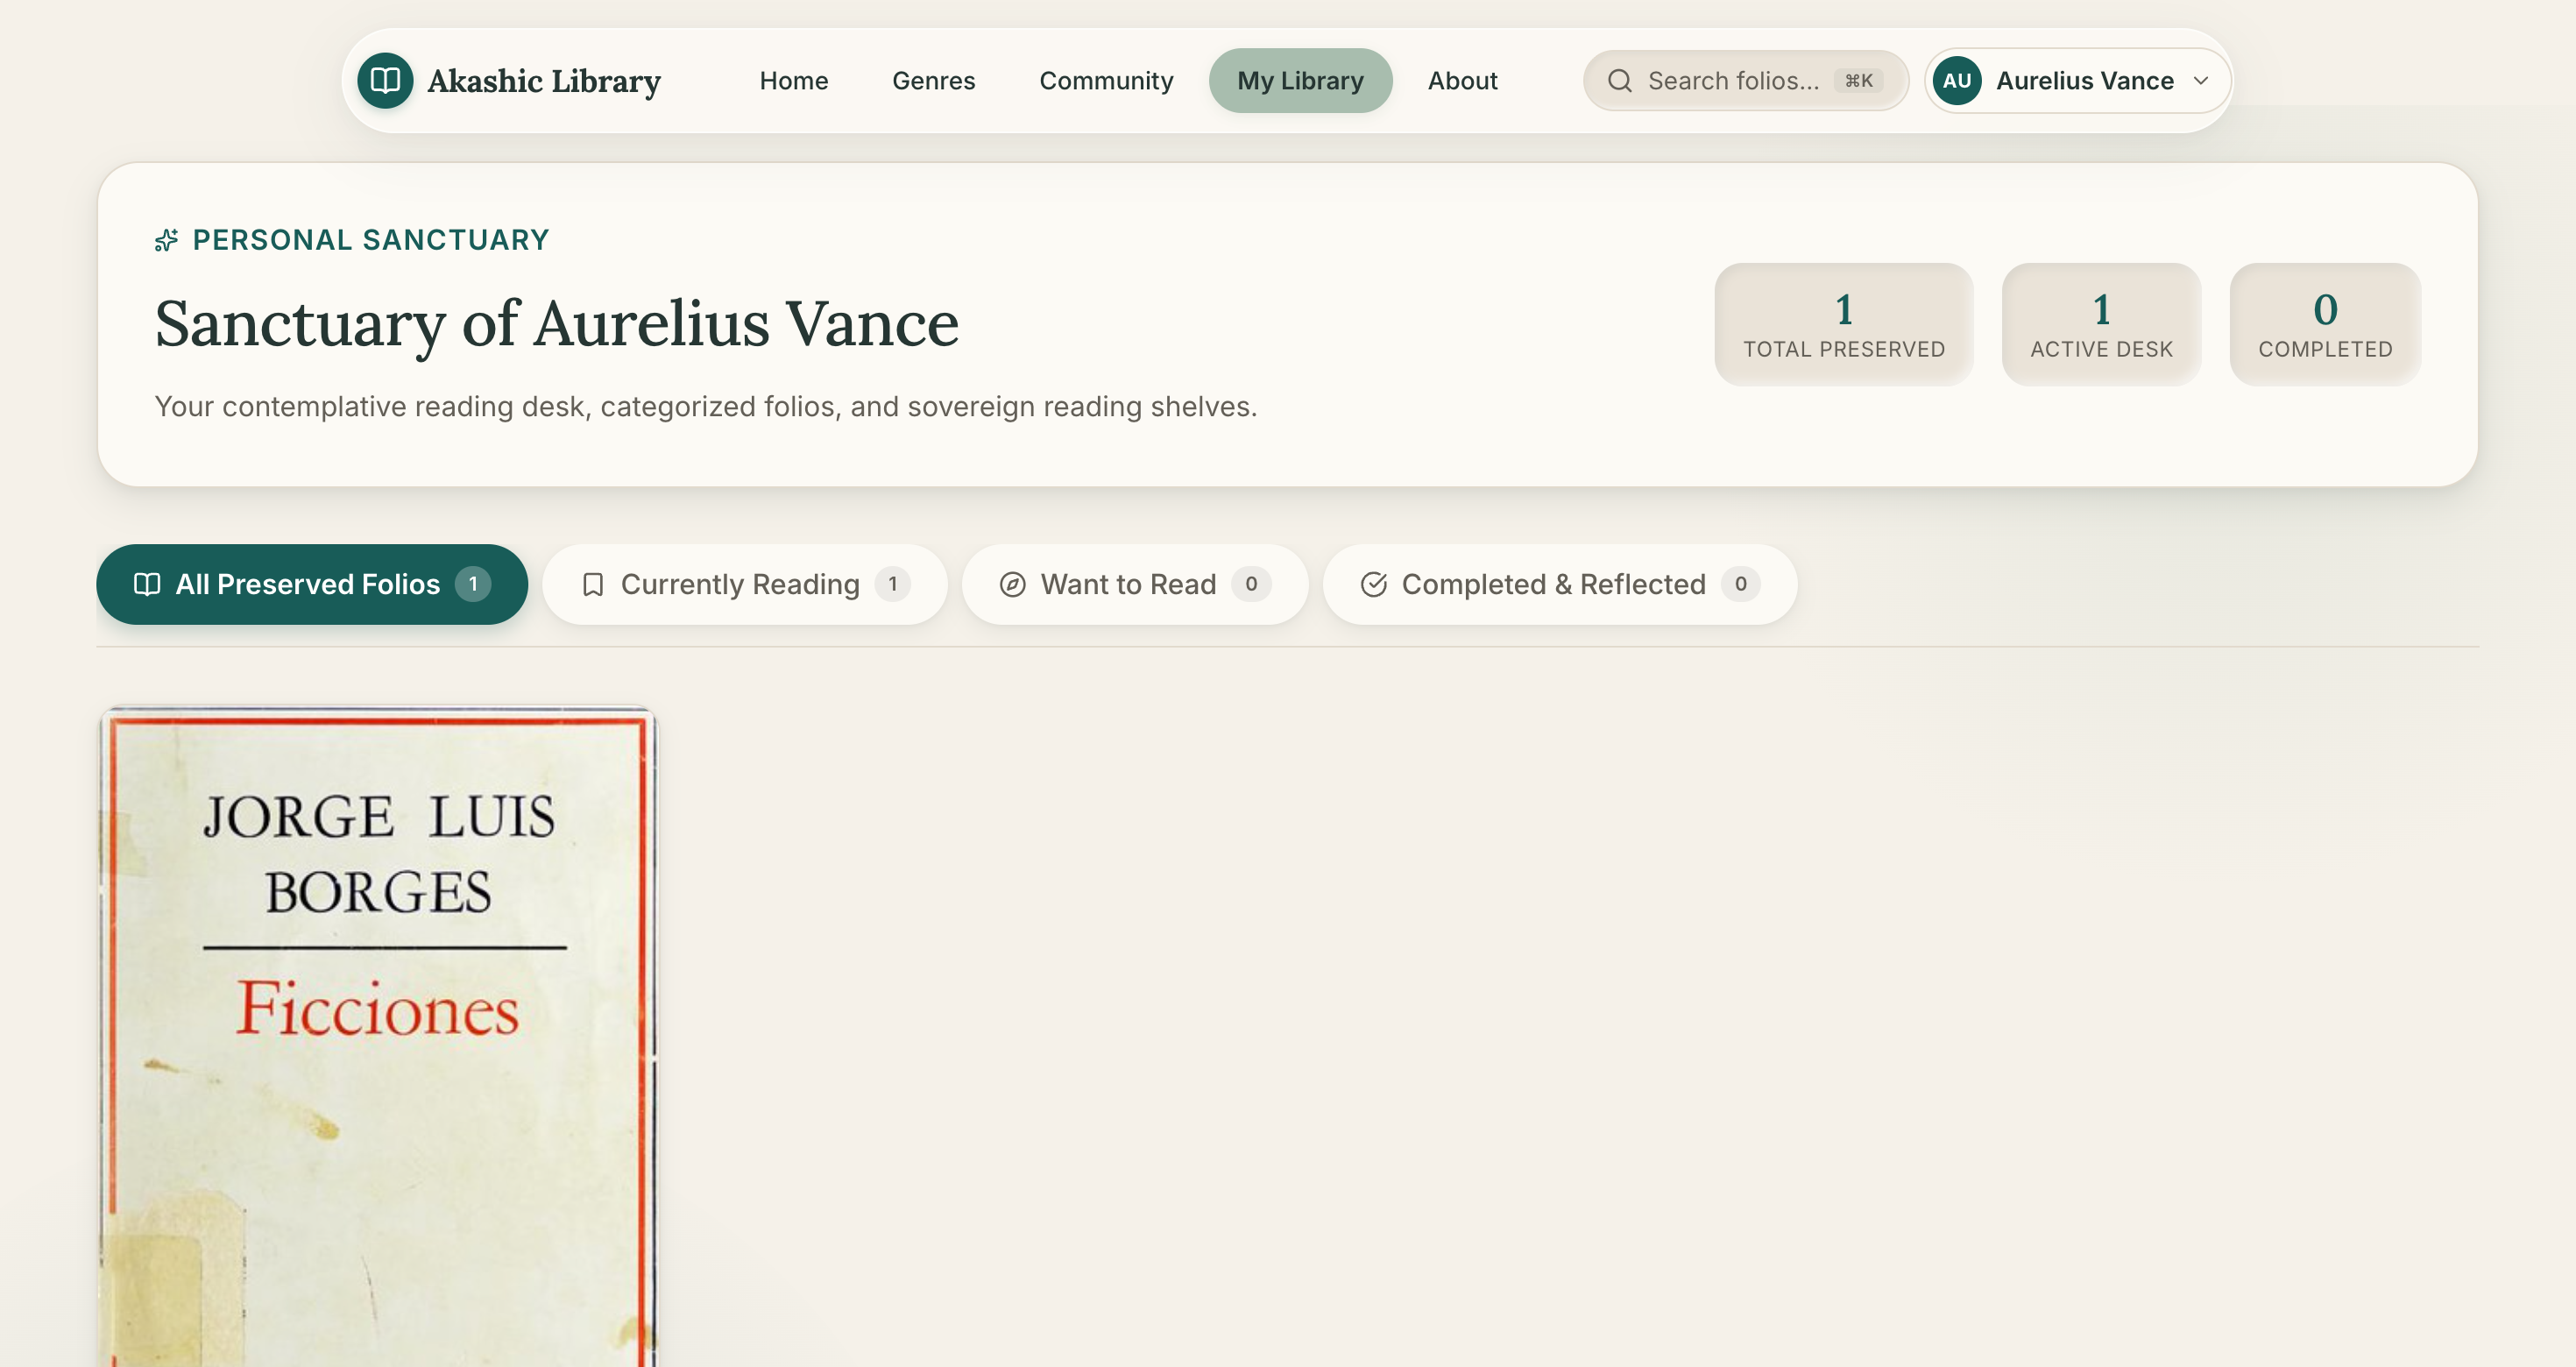 Akashic Library
Home
Genres
Community
My Library
About
Search folios...
⌘K
AU
Aurelius Vance
PERSONAL SANCTUARY
Sanctuary of Aurelius Vance
Your contemplative reading desk, categorized folios, and sovereign reading shelves.
1
TOTAL PRESERVED
1
ACTIVE DESK
0
COMPLETED
All Preserved Folios 1
Currently Reading 1
Want to Read 0
Completed & Reflected 0
JORGE LUIS
BORGES
Ficciones